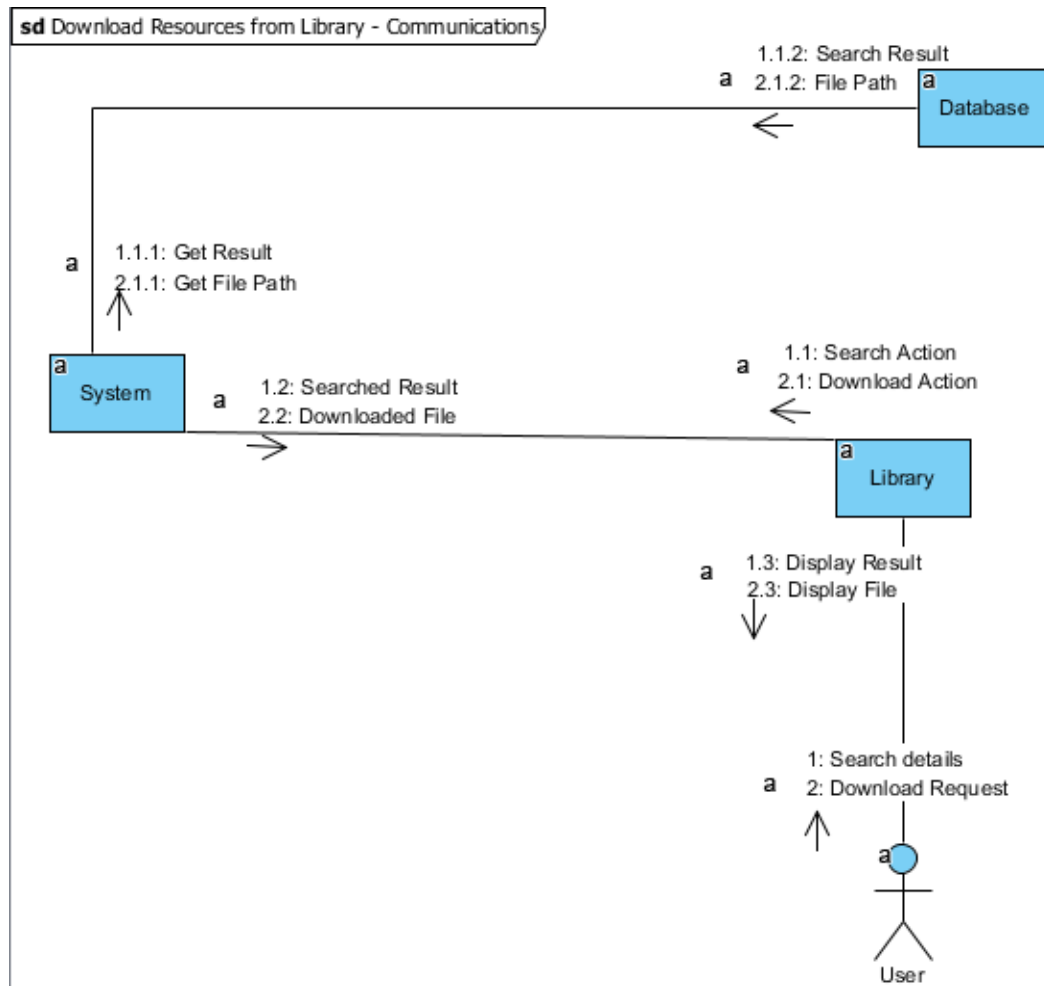 sd Download Resources from Library - Communications
1.1.2: Search Result
a
2.1.2: File Path
a
Database
1.1.1: Get Result
a
2.1.1: Get File Path
a
System
1.1: Search Action
a
2.1: Download Action
1.2: Searched Result
a
2.2: Downloaded File
a
Library
1.3: Display Result
a
2.3: Display File
1: Search details
a
2: Download Request
a
User